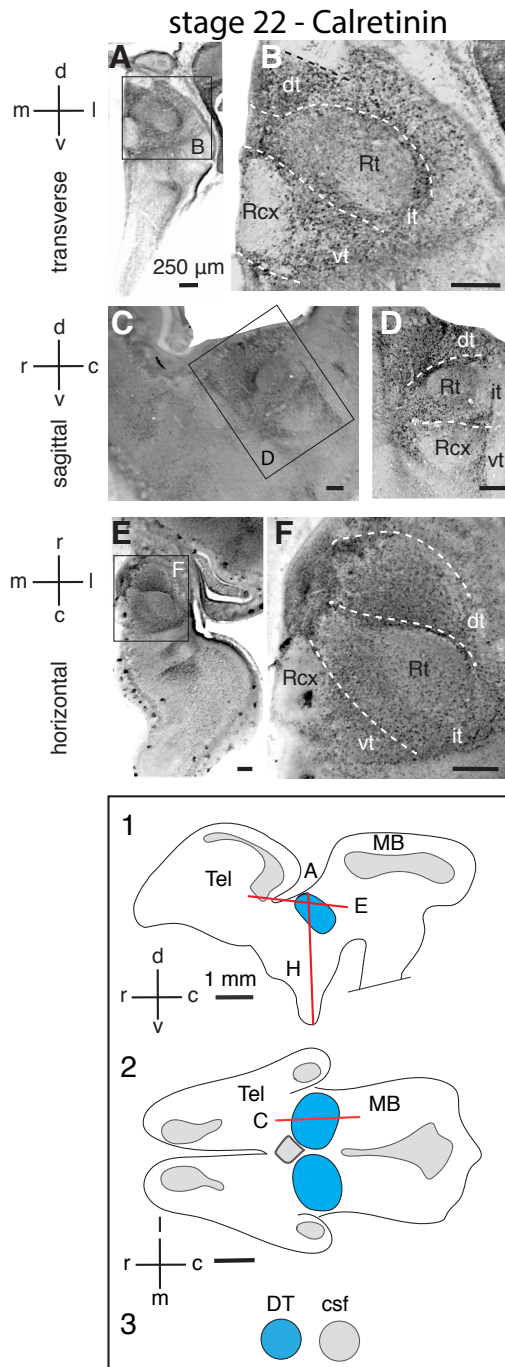 stage 22 - Calretinin
A
B
d
m l
v
transverse
B
250 µm
dt
Rt
Rcx
it
vt
C
D
d
r c
v
sagittal
D
dt
Rt
it
Rcx
vt
E
F
r
m l
c
horizontal
F
dt
Rcx
Rt
vt
it
1
MB
Tel
A
E
H
d
r c
v
1 mm
2
Tel
MB
C
l
r c
m
DT csf
3